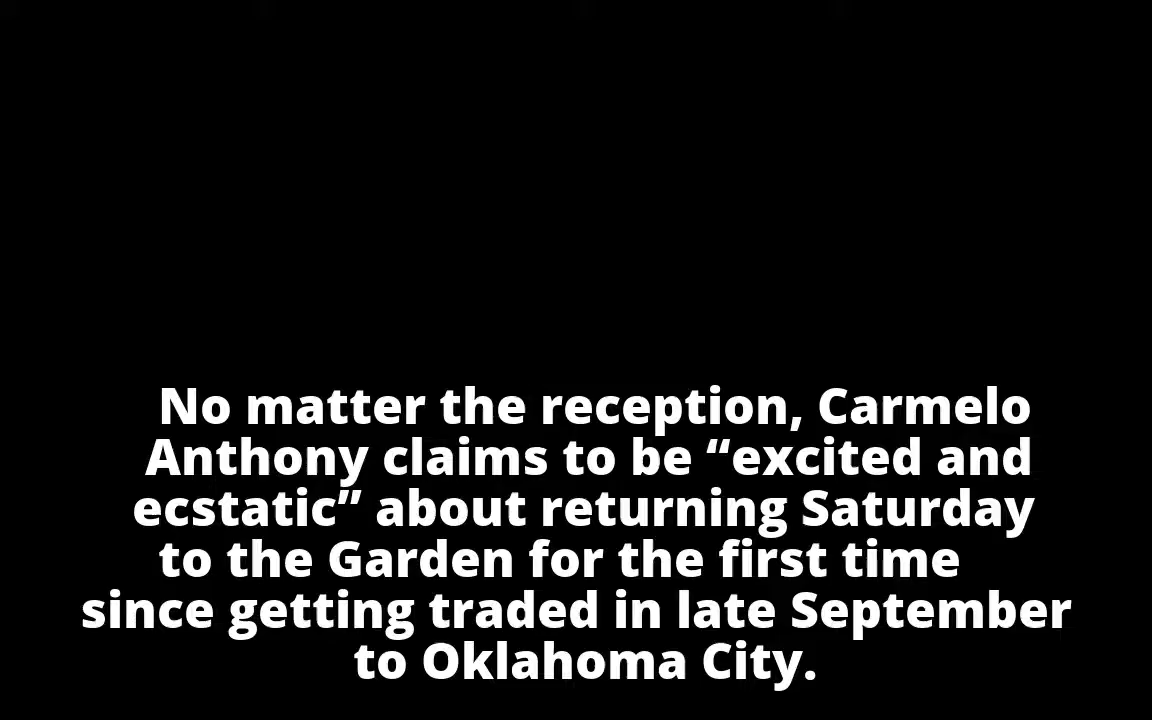 No matter the reception, Carmelo
Anthony claims to be “excited and
ecstatic” about returning Saturday
to the Garden for the first time
since getting traded in late September
to Oklahoma City.